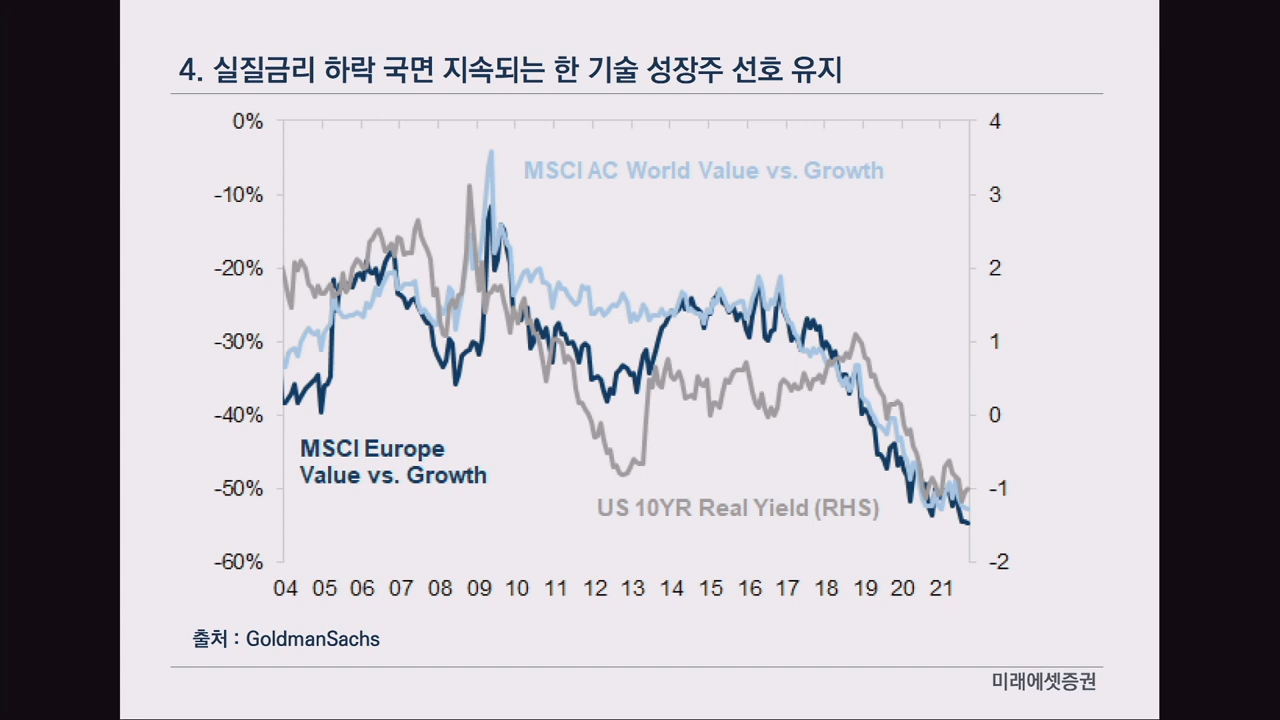 4. 실질금리 하락 국면 지속되는 한 기술 성장주 선호 유지
0% 4
MSCI AC World Value vs. Growth
-10% 3
-20% 2
-30% 1
-40% 0
MSCI Europe
Value vs. Growth
-50% -1
US 10YR Real Yield (RHS)
-60% -2
04 05 06 07 08 09 10 11 12 13 14 15 16 17 18 19 20 21
출처 : GoldmanSachs
미래에셋증권